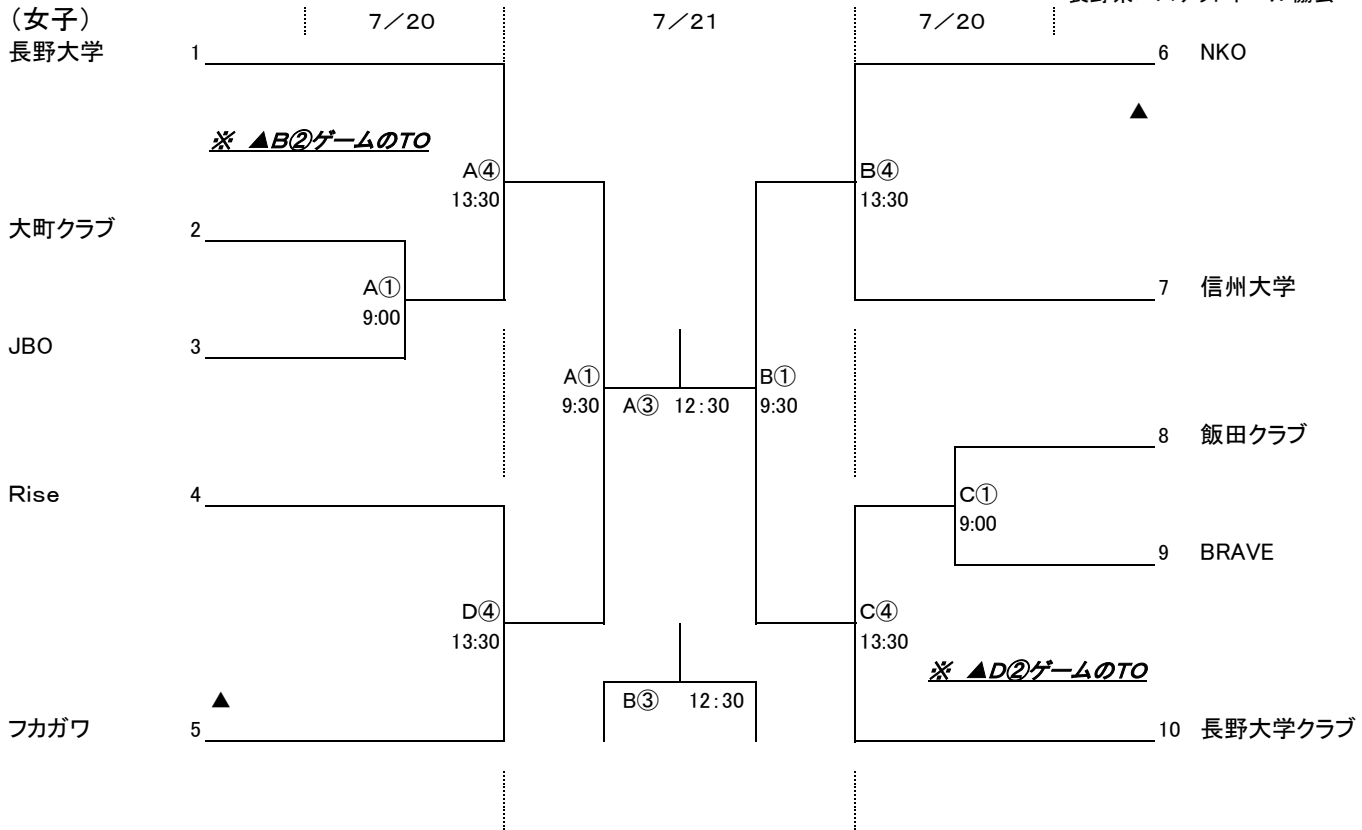 (女子)
7／20
7／21
7／20
長野大学 1
6 NKO
▲
※ ▲B②ゲームのTO
A④
13:30
B④
13:30
大町クラブ 2
A①
9:00
7 信州大学
JBO 3
A①
9:30
A③ 12:30
B①
9:30
8 飯田クラブ
Rise 4
C①
9:00
9 BRAVE
D④
13:30
C④
13:30
※ ▲D②ゲームのTO
▲
B③ 12:30
フカガワ 5
10 長野大学クラブ